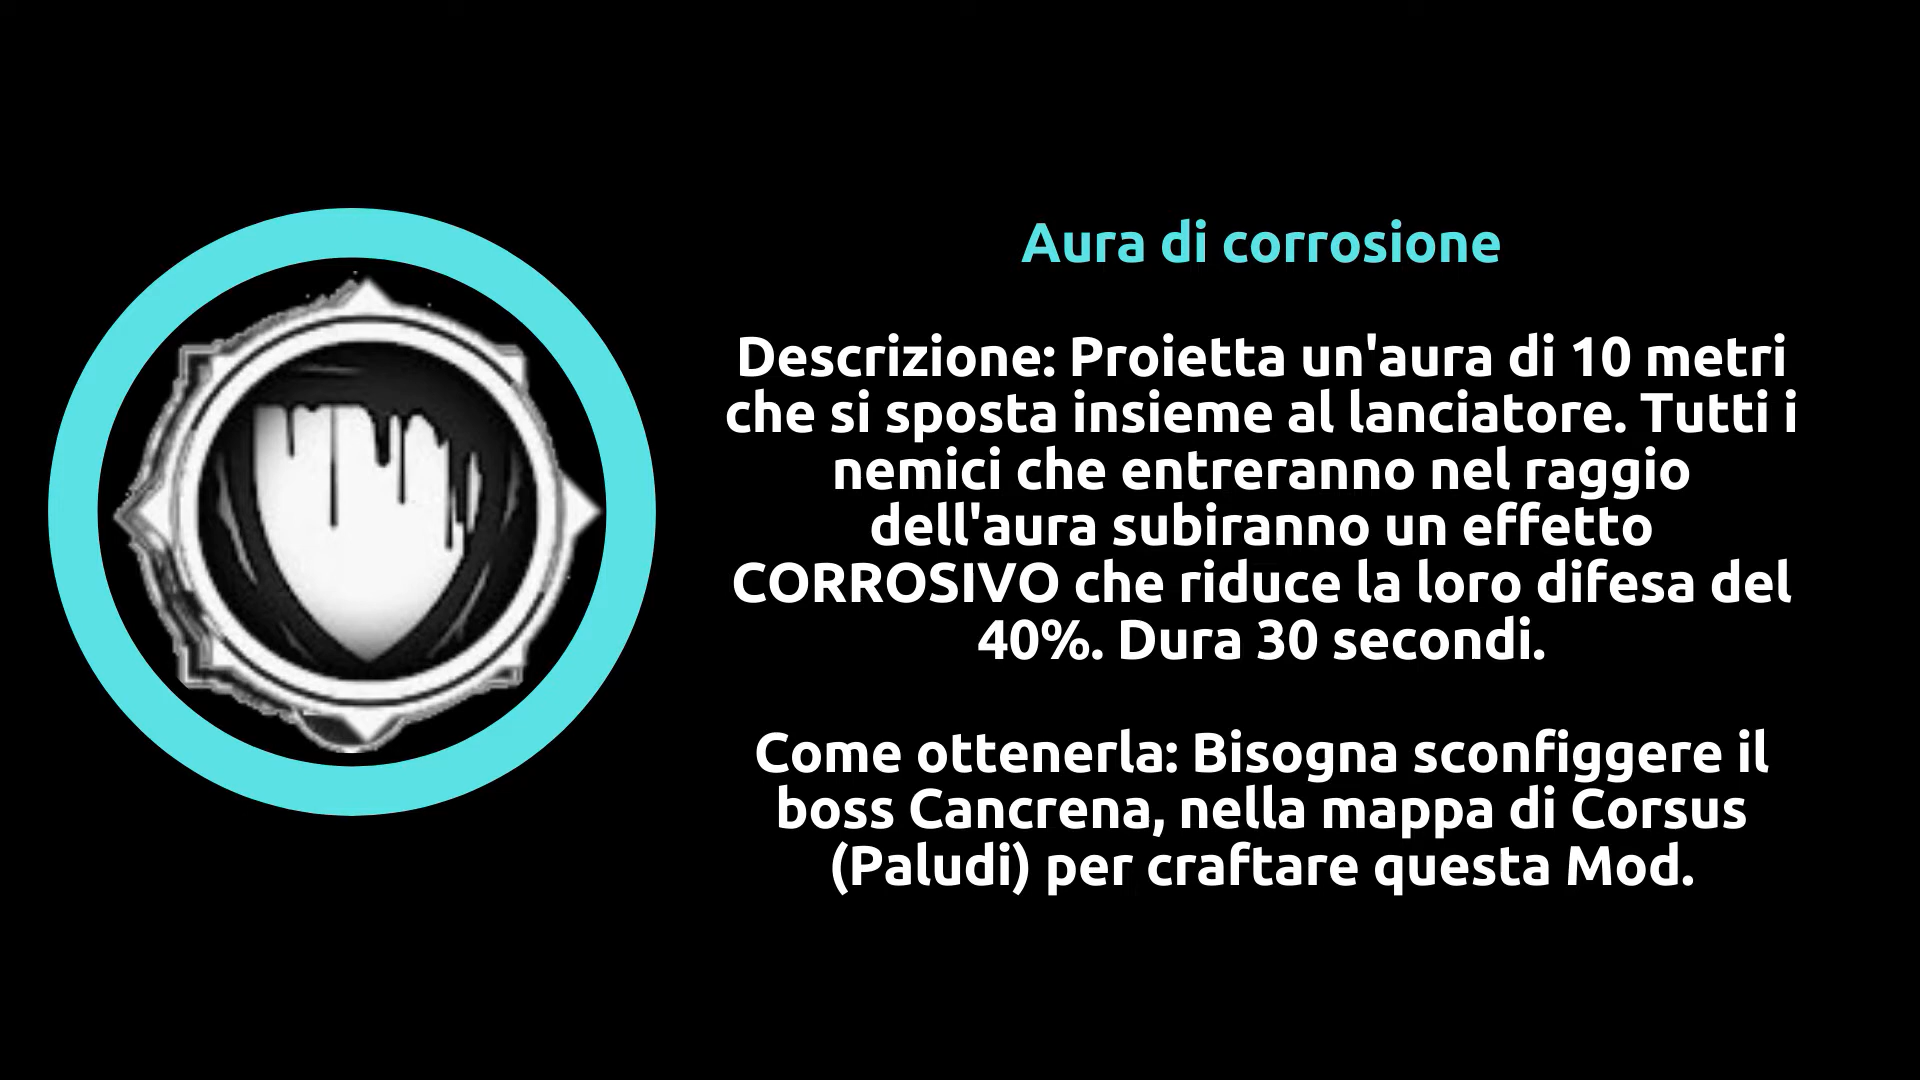 Aura di corrosione
Descrizione: Proietta un'aura di 10 metri
che si sposta insieme al lanciatore. Tutti i
nemici che entreranno nel raggio
dell'aura subiranno un effetto
CORROSIVO che riduce la loro difesa del
40%. Dura 30 secondi.
Come ottenerla: Bisogna sconfiggere il
boss Cancrena, nella mappa di Corsus
(Paludi) per craftare questa Mod.